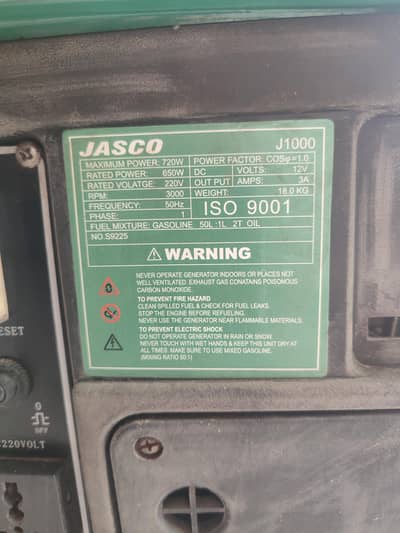 JASCO J1000
MAXIMUM POWER: 720W POWER FACTOR: COSφ=1.0
RATED POWER: 650W DC VOLTS: 12V
RATED VOLATGE: 220V OUT PUT AMPS: 3A
RPM: 3000 WEIGHT: 18.0KG
FREQUENCY: 50Hz ISO 9001
PHASE: 1
FUEL MIXTURE: GASOLINE 50L :1L 2T OIL
NO.S9225
WARNING
NEVER OPERATE GENERATOR INDOORS OR PLACES NOT
WELL VENTILATED. EXHAUST GAS CONATAINS POISONOUS
CARBON MONOXIDE.
TO PREVENT FIRE HAZARD
CLEAN SPILLED FUEL & CHECK FOR FUEL LEAKS.
STOP THE ENGINE BEFORE REFUELING.
NEVER USE THE GENERATOR NEAR FLAMMABLE MATERIALS.
TO PREVENT ELECTRIC SHOCK
DO NOT OPERATE GENERATOR IN RAIN OR SNOW.
NEVER TOUCH WITH WET HANDS & KEEP THIS UNIT DRY AT
ALL TIMES. MAKE SURE TO USE MIXED GASOLINE.
(MIXING RATIO 50:1)
ESET
0
OFF
220VOLT